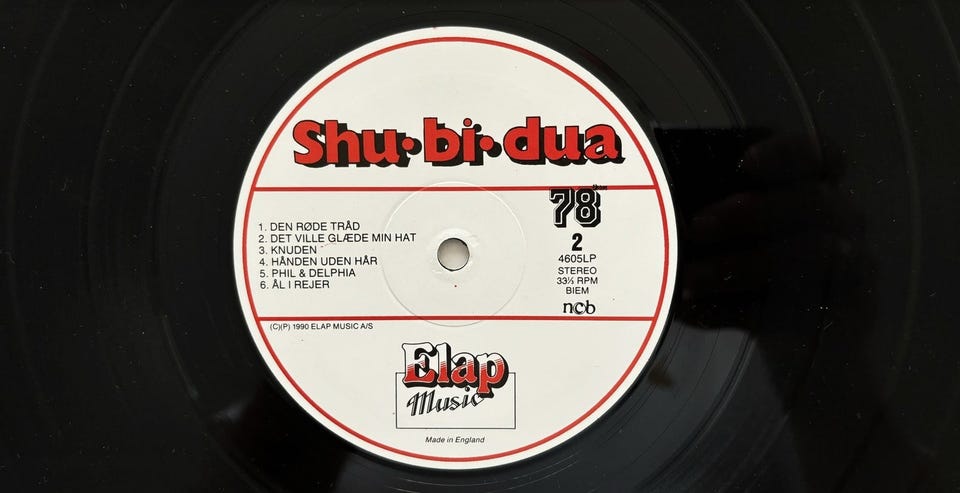 Shu·bi·dua
78
2
4605LP
STEREO
33⅓ RPM
BIEM
ncb
1. DEN RØDE TRÅD
2. DET VILLE GLÆDE MIN HAT
3. KNUDEN
4. HÅNDEN UDEN HÅR
5. PHIL & DELPHIA
6. ÅL I REJER
(C)(P) 1990 ELAP MUSIC A/S
Elap
Music
Made in England